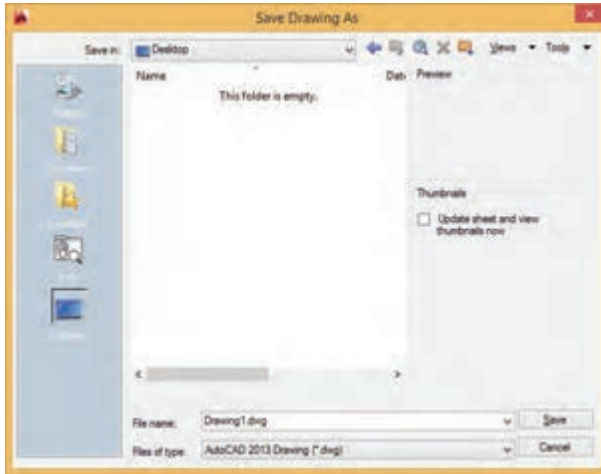 Save Drawing As
Save in: Desktop Views Tools
Name Date Preview
This folder is empty.
Thumbnails
Update sheet and view
thumbnails now
File name: Drawing1.dwg Save
Files of type: AutoCAD 2013 Drawing (*.dwg) Cancel